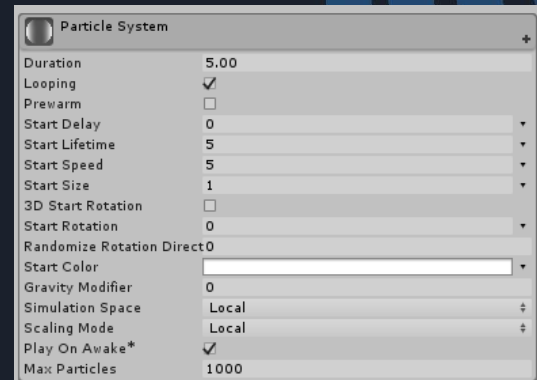 Particle System
Duration 5.00
Looping
Prewarm
Start Delay 0
Start Lifetime 5
Start Speed 5
Start Size 1
3D Start Rotation
Start Rotation 0
Randomize Rotation Direct 0
Start Color
Gravity Modifier 0
Simulation Space Local
Scaling Mode Local
Play On Awake*
Max Particles 1000